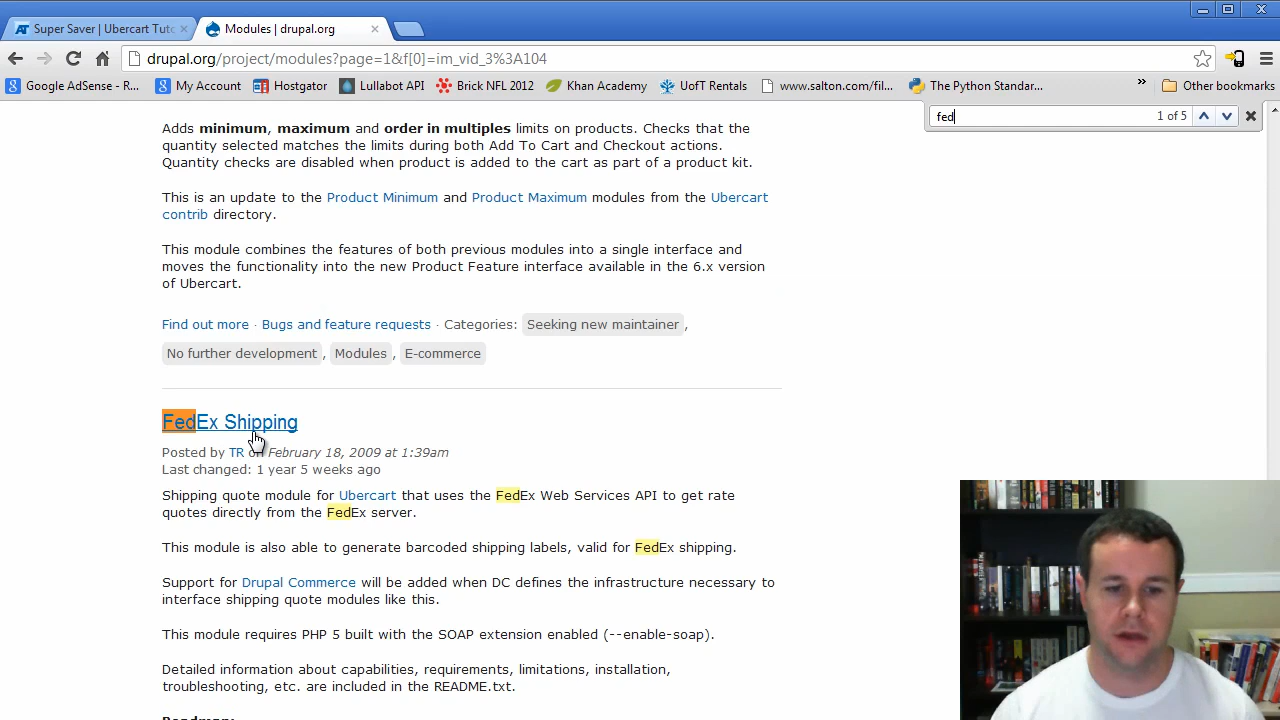 Super Saver | Ubercart Tuto
Modules | drupal.org
drupal.org/project/modules?page=1&f[0]=im_vid_3%3A104
Google AdSense - R...
My Account
Hostgator
Lullabot API
Brick NFL 2012
Khan Academy
UofT Rentals
www.salton.com/fil...
The Python Standar...
»
Other bookmarks
fed
1 of 5
Adds minimum, maximum and order in multiples limits on products. Checks that the
quantity selected matches the limits during both Add To Cart and Checkout actions.
Quantity checks are disabled when product is added to the cart as part of a product kit.
This is an update to the Product Minimum and Product Maximum modules from the Ubercart
contrib directory.
This module combines the features of both previous modules into a single interface and
moves the functionality into the new Product Feature interface available in the 6.x version
of Ubercart.
Find out more · Bugs and feature requests · Categories: Seeking new maintainer ,
No further development , Modules , E-commerce
FedEx Shipping
Posted by TR on February 18, 2009 at 1:39am
Last changed: 1 year 5 weeks ago
Shipping quote module for Ubercart that uses the FedEx Web Services API to get rate
quotes directly from the FedEx server.
This module is also able to generate barcoded shipping labels, valid for FedEx shipping.
Support for Drupal Commerce will be added when DC defines the infrastructure necessary to
interface shipping quote modules like this.
This module requires PHP 5 built with the SOAP extension enabled (--enable-soap).
Detailed information about capabilities, requirements, limitations, installation,
troubleshooting, etc. are included in the README.txt.
Roadmap: